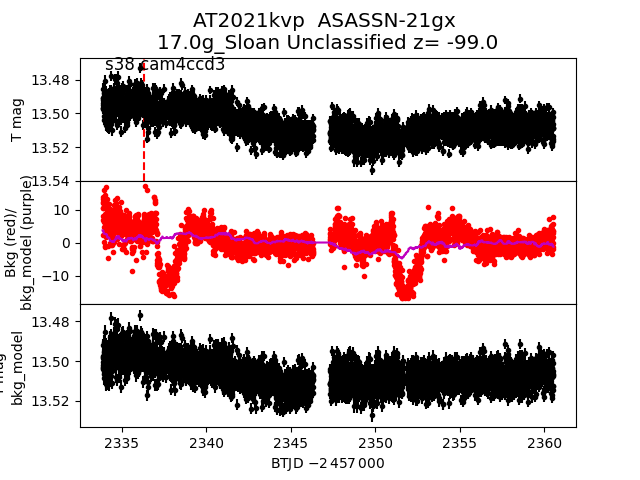 AT2021kvp ASASSN-21gx
17.0g_Sloan Unclassified z= -99.0
s38 cam4ccd3
T mag
13.48
13.50
13.52
13.54
Bkg (red)/
bkg_model (purple)
10
0
−10
bkg_model
13.48
13.50
13.52
2335
2340
2345
2350
2355
2360
BTJD −2 457 000